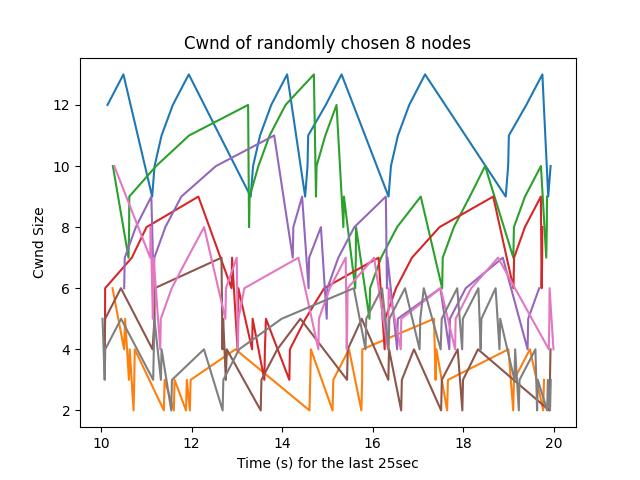 Cwnd of randomly chosen 8 nodes
Cwnd Size
12
10
8
6
4
2
10 12 14 16 18 20
Time (s) for the last 25sec